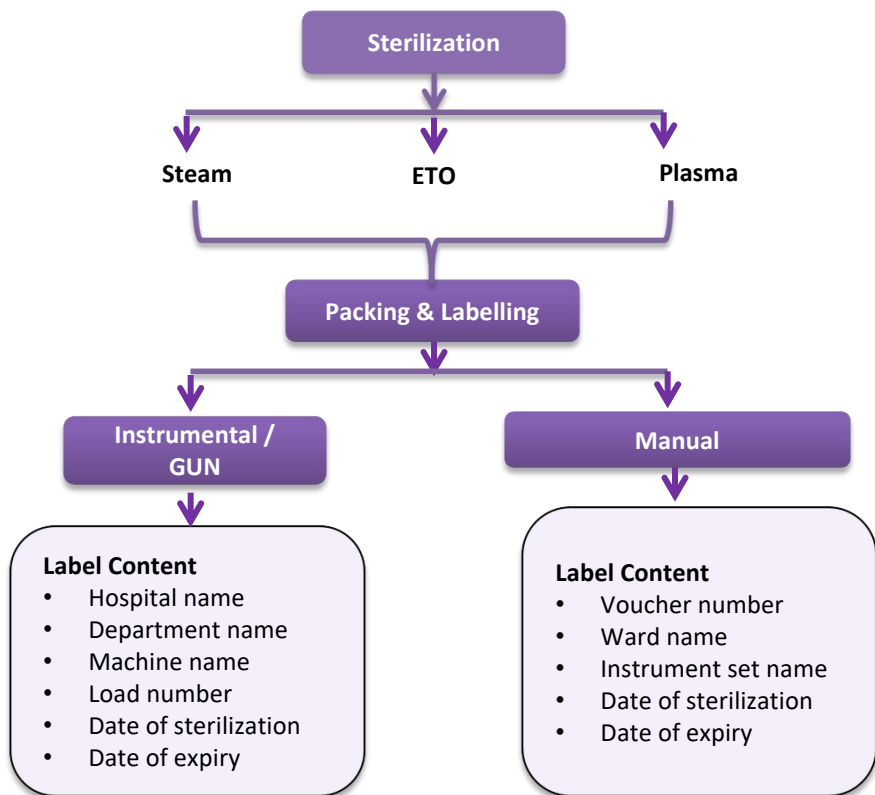 Sterilization
Steam
ETO
Plasma
Packing & Labelling
Instrumental /
GUN
Manual
Label Content
• Hospital name
• Department name
• Machine name
• Load number
• Date of sterilization
• Date of expiry
Label Content
• Voucher number
• Ward name
• Instrument set name
• Date of sterilization
• Date of expiry